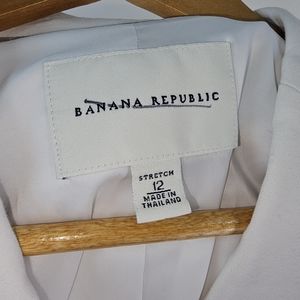 BANANA REPUBLIC
STRETCH
12
MADE IN
THAILAND